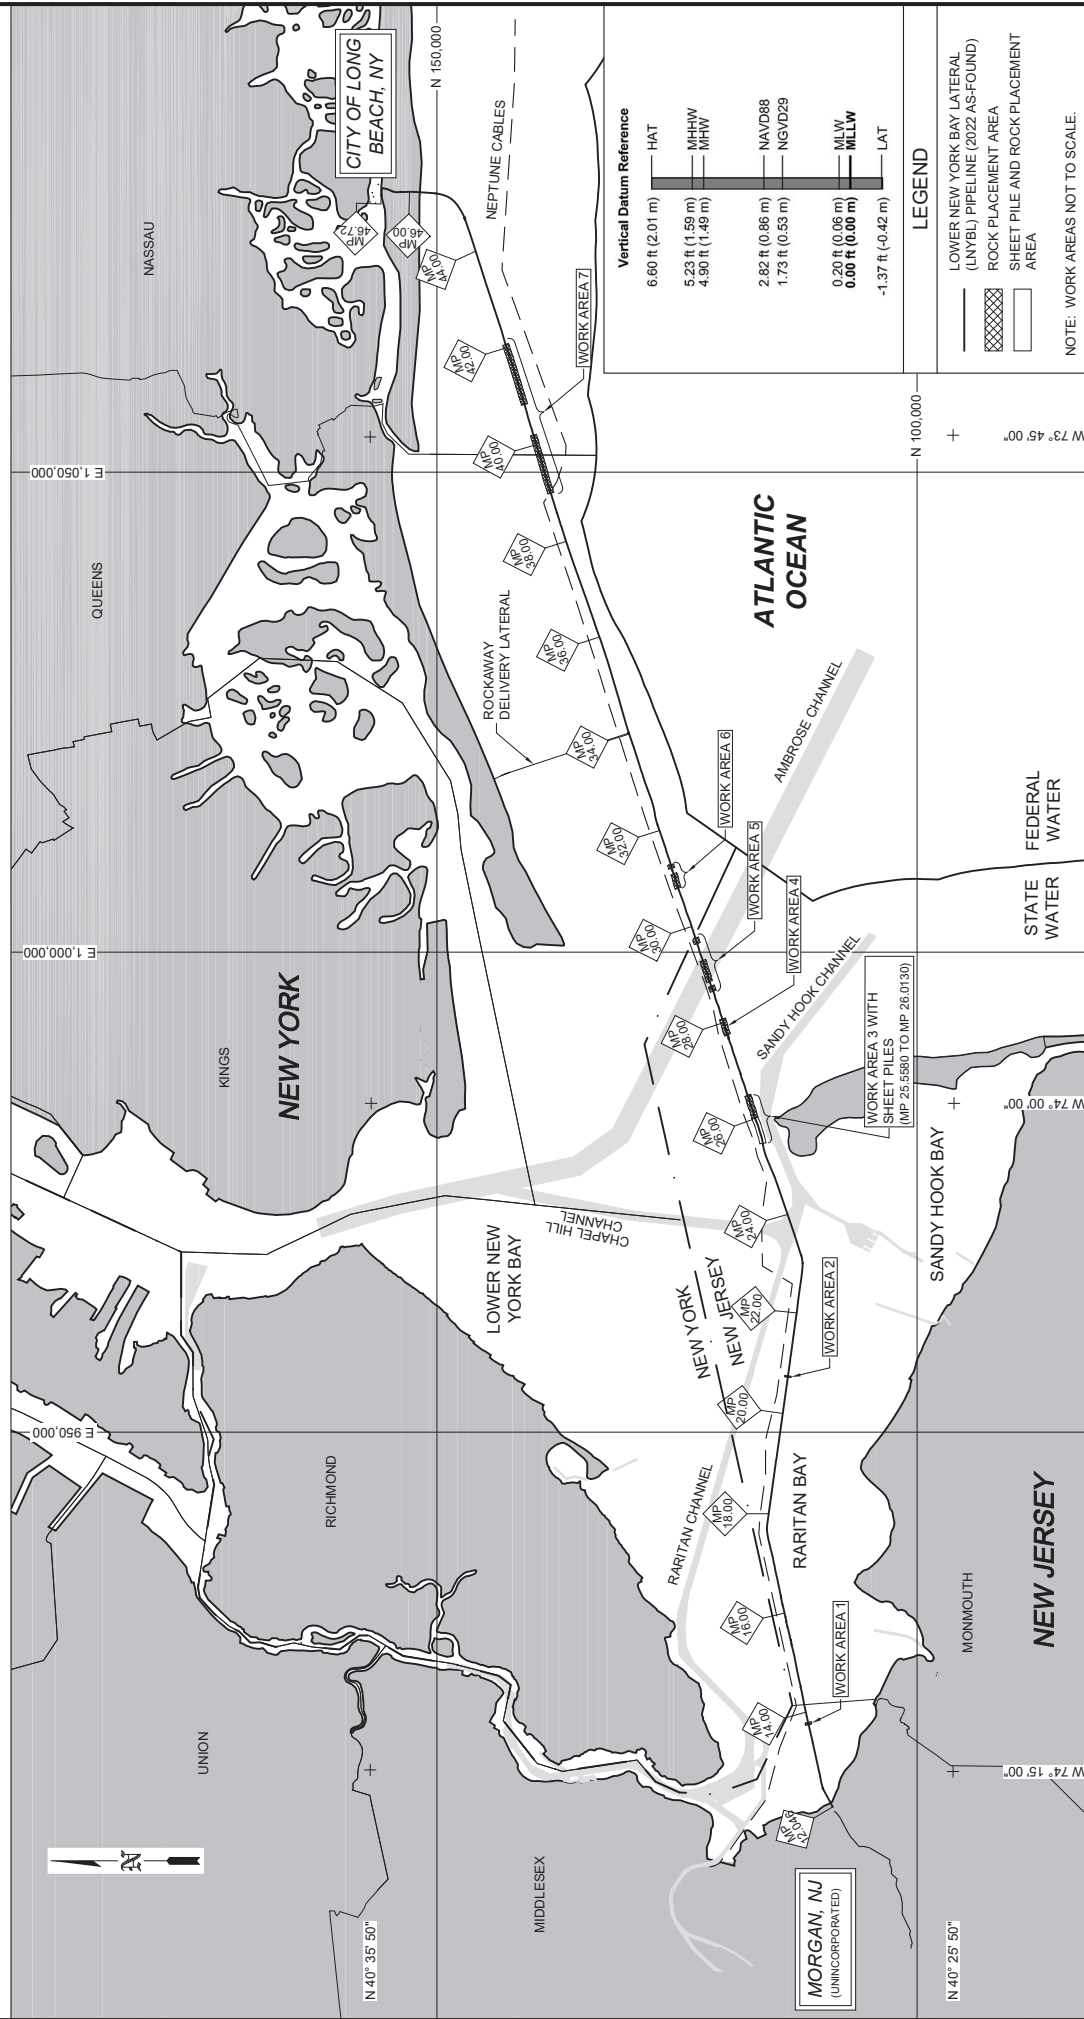 NASSAU
QUEENS
KINGS
NEW YORK
RICHMOND
UNION
MIDDLESEX
MONMOUTH
NEW JERSEY
CITY OF LONG
BEACH, NY
N 150,000
E 1,050,000
E 1,000,000
E 950,000
N 100,000
NEPTUNE CABLES
ROCKAWAY
DELIVERY LATERAL
ATLANTIC
OCEAN
AMBROSE CHANNEL
SANDY HOOK CHANNEL
CHAPEL HILL
CHANNEL
LOWER NEW
YORK BAY
NEW YORK
NEW JERSEY
RARITAN CHANNEL
RARITAN BAY
SANDY HOOK BAY
STATE
WATER
FEDERAL
WATER
MP
46.72
MP
46.00
MP
44.00
MP
42.00
MP
40.00
MP
38.00
MP
36.00
MP
34.00
MP
32.00
MP
30.00
MP
28.00
MP
26.00
MP
24.00
MP
22.00
MP
20.00
MP
18.00
MP
16.00
MP
14.00
MP
WORK AREA 7
WORK AREA 6
WORK AREA 5
WORK AREA 4
WORK AREA 3 WITH
SHEET PILES
(MP 25.5580 TO MP 26.0130)
WORK AREA 2
WORK AREA 1
MORGAN, NJ
(UNINCORPORATED)
N 40° 35' 50"
N 40° 25' 50"
W 74° 15' 00"
W 74° 00' 00"
W 73° 45' 00"
N
Vertical Datum Reference
6.60 ft (2.01 m) HAT
5.23 ft (1.59 m) MHHW
4.90 ft (1.49 m) MHW
2.82 ft (0.86 m) NAVD88
1.73 ft (0.53 m) NGVD29
0.20 ft (0.06 m) MLW
0.00 ft (0.00 m) MLLW
-1.37 ft (-0.42 m) LAT
LEGEND
LOWER NEW YORK BAY LATERAL
(LNYBL) PIPELINE (2022 AS-FOUND)
ROCK PLACEMENT AREA
SHEET PILE AND ROCK PLACEMENT
AREA
NOTE: WORK AREAS NOT TO SCALE.